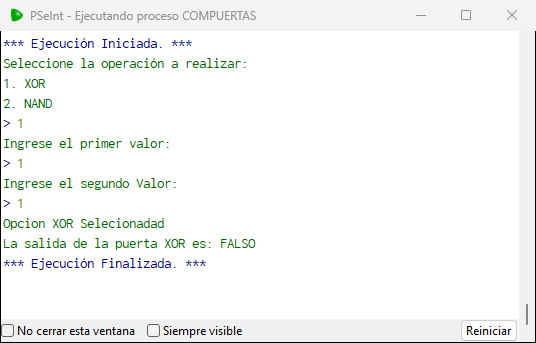 PSeInt - Ejecutando proceso COMPUERTAS
*** Ejecución Iniciada. ***
Seleccione la operación a realizar:
1. XOR
2. NAND
> 1
Ingrese el primer valor:
> 1
Ingrese el segundo Valor:
> 1
Opcion XOR Selecionadad
La salida de la puerta XOR es: FALSO
*** Ejecución Finalizada. ***
No cerrar esta ventana Siempre visible Reiniciar